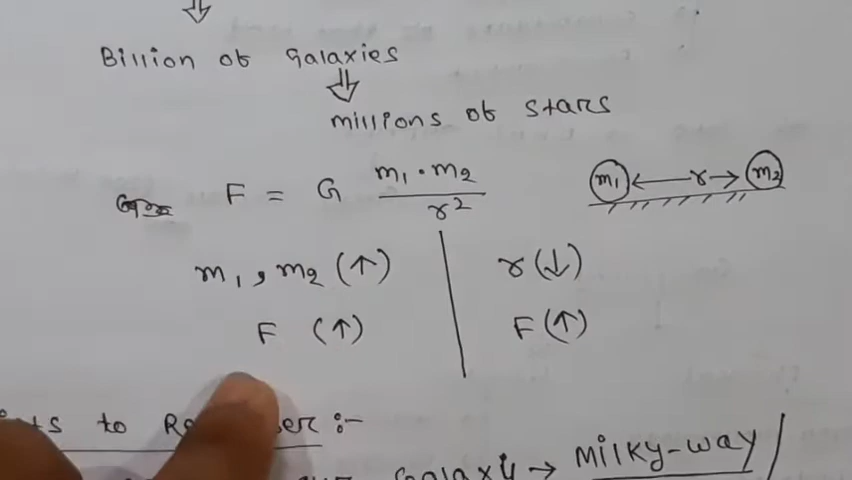 Billion of Galaxies
millions of stars
F = G m₁·m₂ / r²
m₁ ← r → m₂
m₁, m₂ (↑)
r (↓)
F (↑)
F (↑)
to
:-
Galaxy → Milky-way /